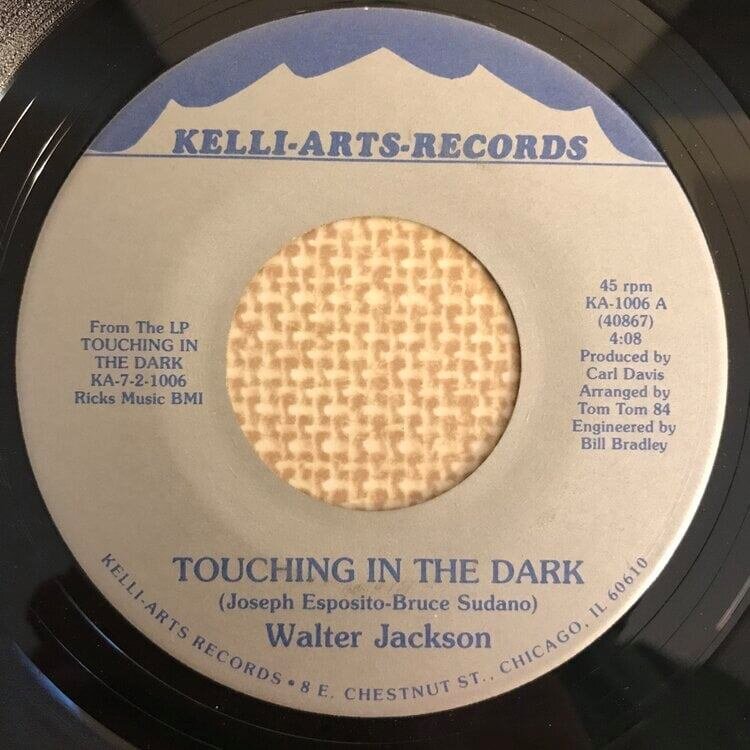 KELLI-ARTS-RECORDS
From The LP
TOUCHING IN
THE DARK
KA-7-2-1006
Ricks Music BMI
45 rpm
KA-1006 A
(40867)
4:08
Produced by
Carl Davis
Arranged by
Tom Tom 84
Engineered by
Bill Bradley
TOUCHING IN THE DARK
(Joseph Esposito-Bruce Sudano)
Walter Jackson
KELLI-ARTS RECORDS • 8 E. CHESTNUT ST., CHICAGO, IL 60610